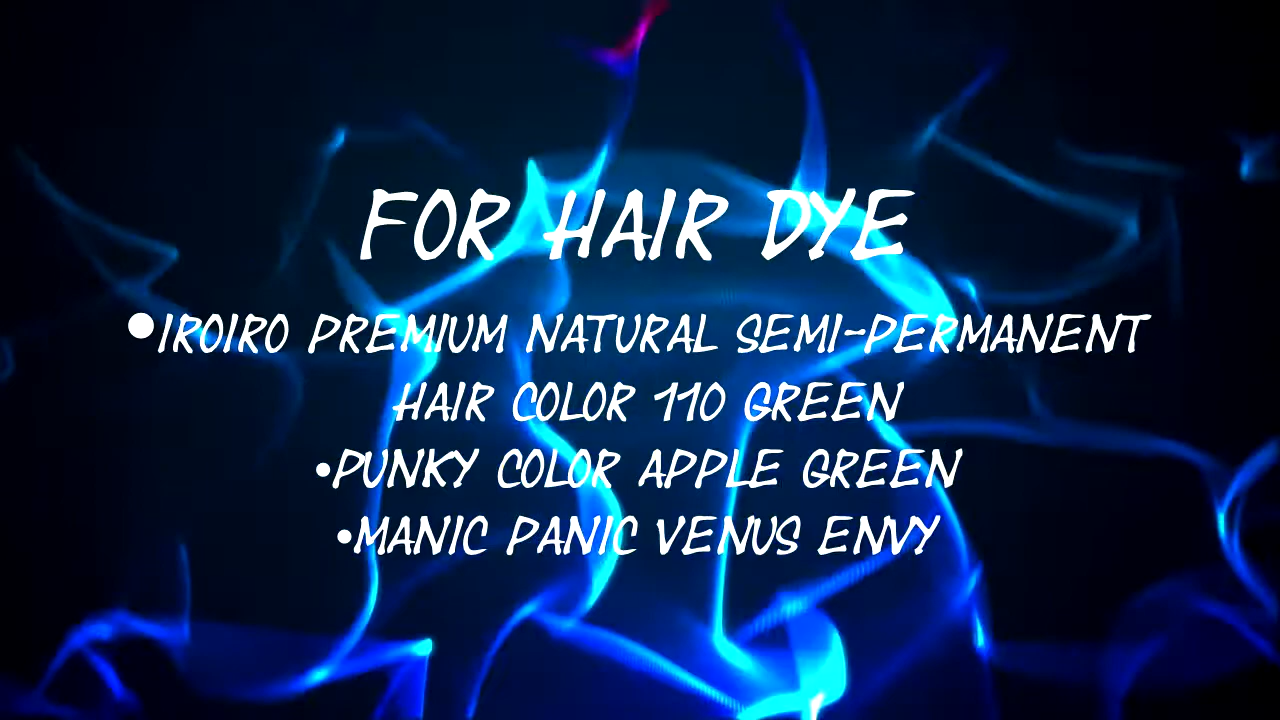 FOR HAIR DYE
•IROIRO PREMIUM NATURAL SEMI-PERMANENT
HAIR COLOR 110 GREEN
•PUNKY COLOR APPLE GREEN
•MANIC PANIC VENUS ENVY